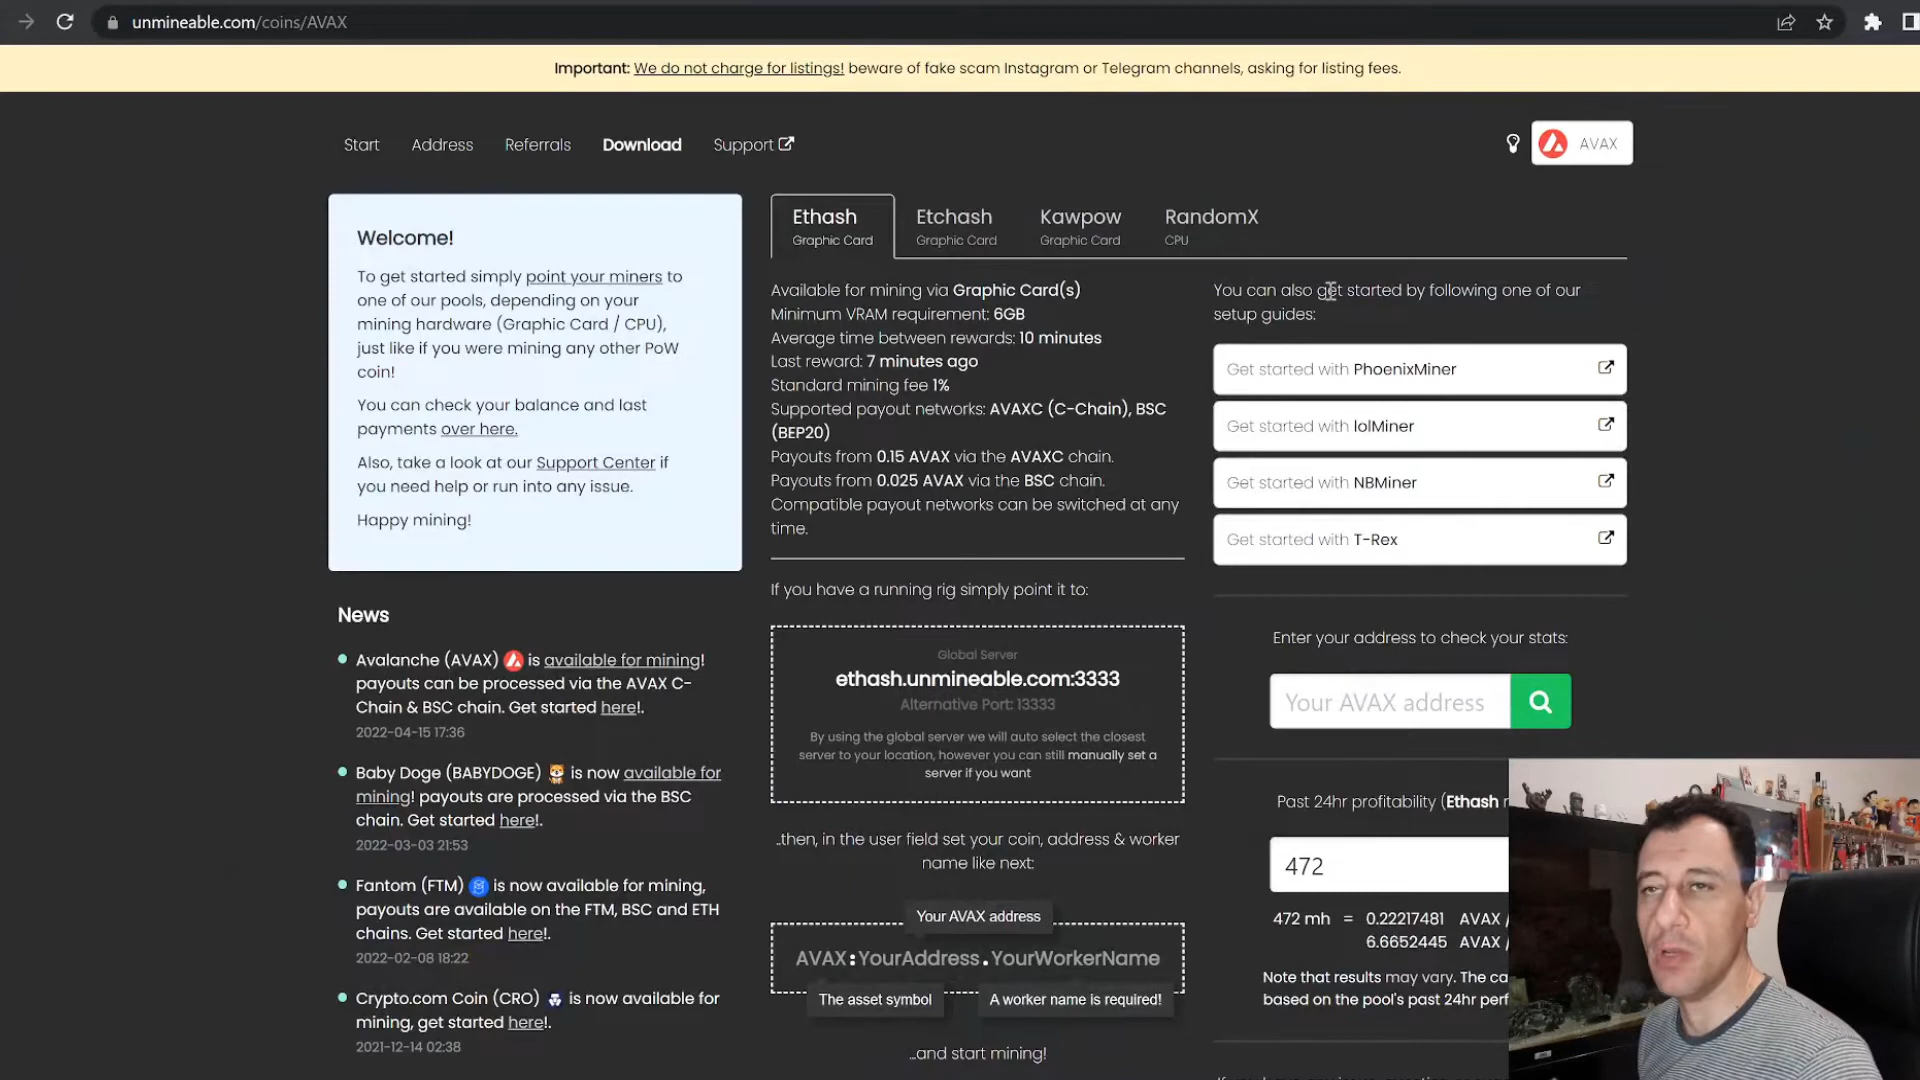 unmineable.com/coins/AVAX
Important: We do not charge for listings! beware of fake scam Instagram or Telegram channels, asking for listing fees.
Start
Address
Referrals
Download
Support
AVAX
Welcome!
To get started simply point your miners to
one of our pools, depending on your
mining hardware (Graphic Card / CPU),
just like if you were mining any other PoW
coin!
You can check your balance and last
payments over here.
Also, take a look at our Support Center if
you need help or run into any issue.
Happy mining!
News
Avalanche (AVAX) is available for mining!
payouts can be processed via the AVAX C-
Chain & BSC chain. Get started here!.
2022-04-15 17:36
Baby Doge (BABYDOGE) is now available for
mining! payouts are processed via the BSC
chain. Get started here!.
2022-03-03 21:53
Fantom (FTM) is now available for mining,
payouts are available on the FTM, BSC and ETH
chains. Get started here!.
2022-02-08 18:22
Crypto.com Coin (CRO) is now available for
mining, get started here!.
2021-12-14 02:38
Ethash
Graphic Card
Etchash
Graphic Card
Kawpow
Graphic Card
RandomX
CPU
Available for mining via Graphic Card(s)
Minimum VRAM requirement: 6GB
Average time between rewards: 10 minutes
Last reward: 7 minutes ago
Standard mining fee 1%
Supported payout networks: AVAXC (C-Chain), BSC
(BEP20)
Payouts from 0.15 AVAX via the AVAXC chain.
Payouts from 0.025 AVAX via the BSC chain.
Compatible payout networks can be switched at any
time.
If you have a running rig simply point it to:
Global Server
ethash.unmineable.com:3333
Alternative Port: 13333
By using the global server we will auto select the closest
server to your location, however you can still manually set a
server if you want
..then, in the user field set your coin, address & worker
name like next:
Your AVAX address
AVAX:YourAddress.YourWorkerName
The asset symbol
A worker name is required!
...and start mining!
You can also get started by following one of our
setup guides:
Get started with PhoenixMiner
Get started with lolMiner
Get started with NBMiner
Get started with T-Rex
Enter your address to check your stats:
Your AVAX address
Past 24hr profitability (Ethash
472
472 mh = 0.22217481 AVAX /
6.6652445 AVAX /
Note that results may vary. The ca
based on the pool's past 24hr perf